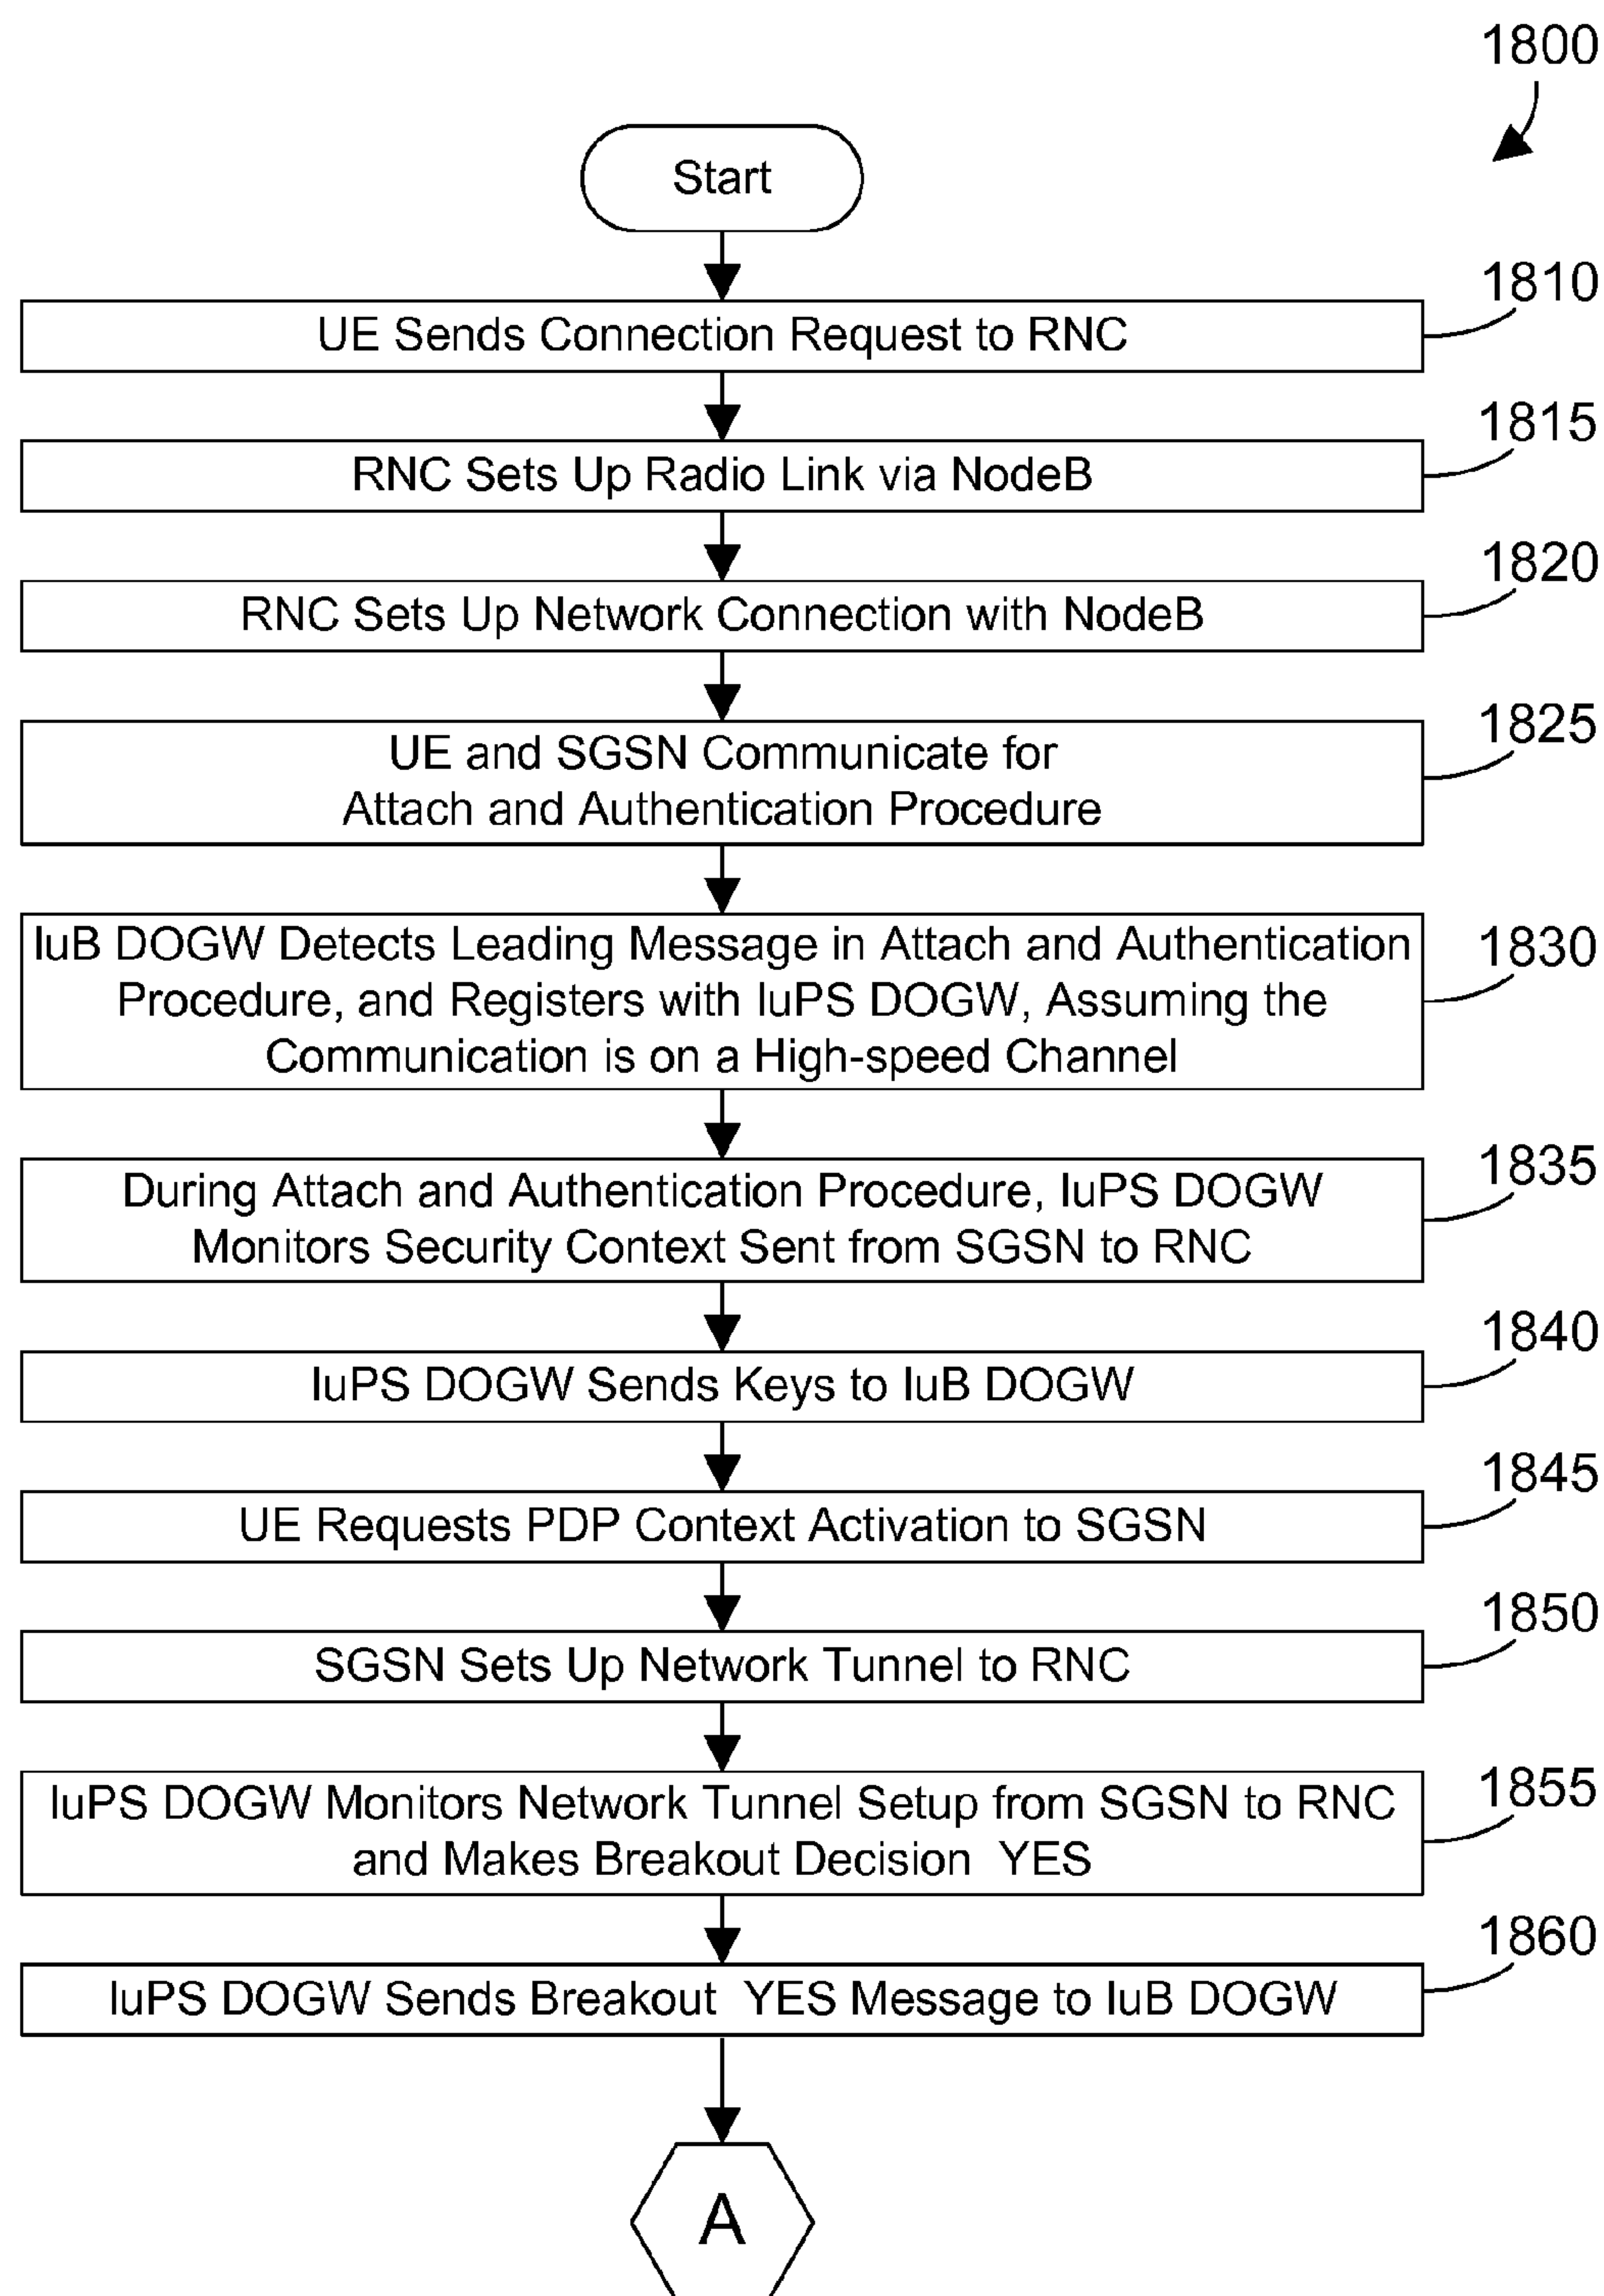 1800
Start
1810
UE Sends Connection Request to RNC
1815
RNC Sets Up Radio Link via NodeB
1820
RNC Sets Up Network Connection with NodeB
1825
UE and SGSN Communicate for
Attach and Authentication Procedure
1830
IuB DOGW Detects Leading Message in Attach and Authentication
Procedure, and Registers with IuPS DOGW, Assuming the
Communication is on a High-speed Channel
1835
During Attach and Authentication Procedure, IuPS DOGW
Monitors Security Context Sent from SGSN to RNC
1840
IuPS DOGW Sends Keys to IuB DOGW
1845
UE Requests PDP Context Activation to SGSN
1850
SGSN Sets Up Network Tunnel to RNC
1855
IuPS DOGW Monitors Network Tunnel Setup from SGSN to RNC
and Makes Breakout Decision YES
1860
IuPS DOGW Sends Breakout YES Message to IuB DOGW
A